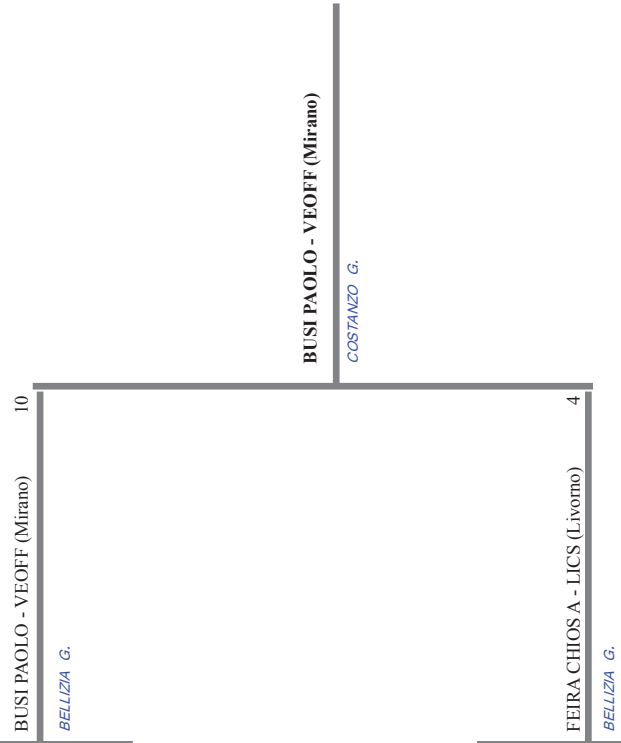 BUSI PAOLO - VEOFF (Mirano) 10
BELLIZIA G.
BUSI PAOLO - VEOFF (Mirano)
COSTANZO G.
FEIRA CHIOS A - LICS (Livorno) 4
BELLIZIA G.